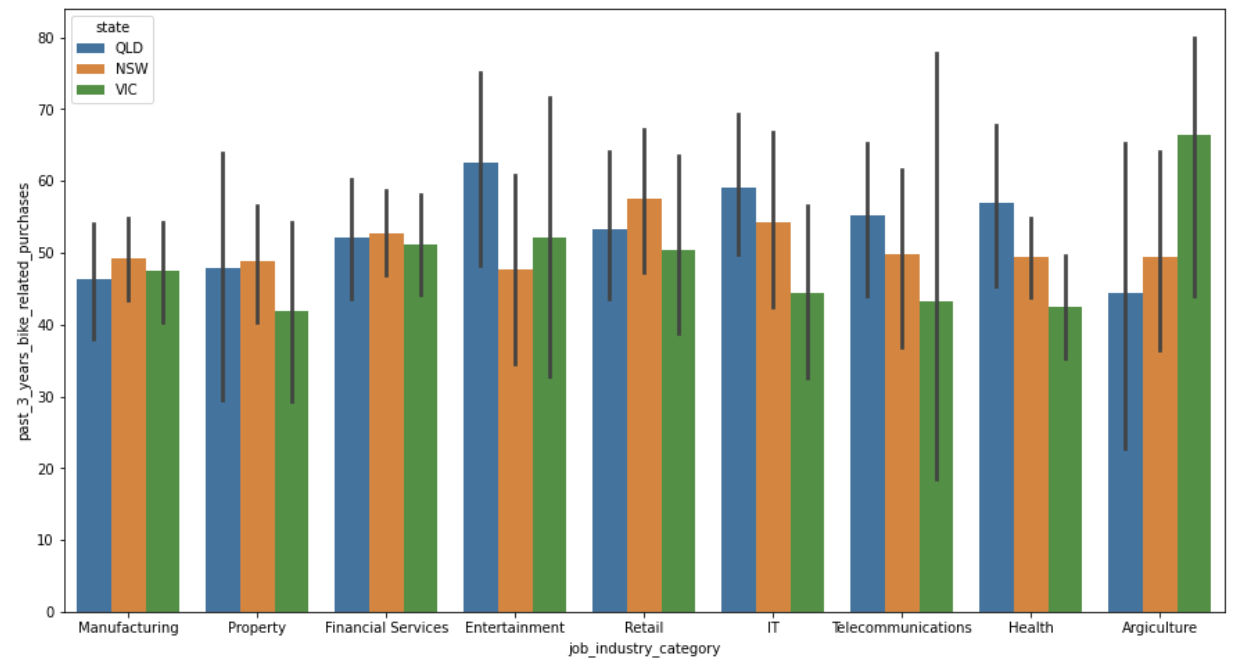 state
QLD
NSW
VIC
past_3_years_bike_related_purchases
80
70
60
50
40
30
20
10
0
Manufacturing Property Financial Services Entertainment Retail IT Telecommunications Health Argiculture
job_industry_category